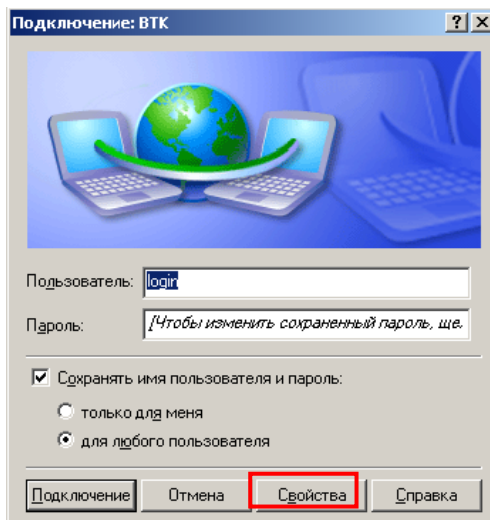 Подключение: ВТК
Пользователь: login
Пароль: [Чтобы изменить сохраненный пароль, ще.
Сохранять имя пользователя и пароль:
только для меня
для любого пользователя
Подключение Отмена Свойства Справка